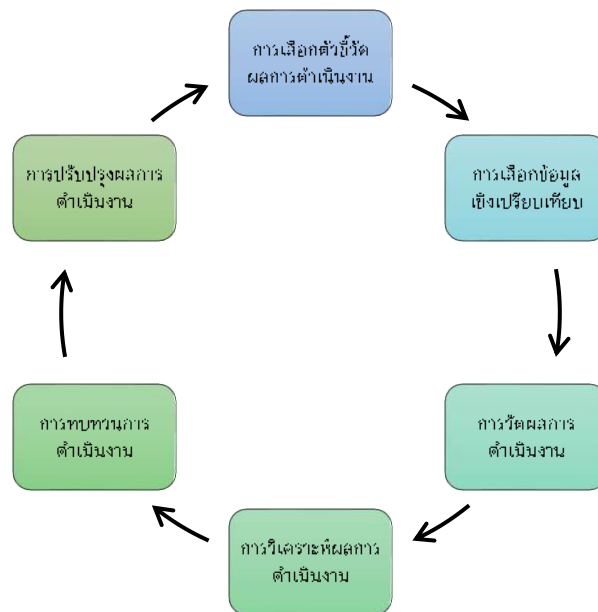 การเลือกตัวชี้วัด
ผลการดำเนินงาน
การเลือกข้อมูล
เชิงเปรียบเทียบ
การวัดผลการ
ดำเนินงาน
การวิเคราะห์ผลการ
ดำเนินงาน
การทบทวนการ
ดำเนินงาน
การปรับปรุงผลการ
ดำเนินงาน